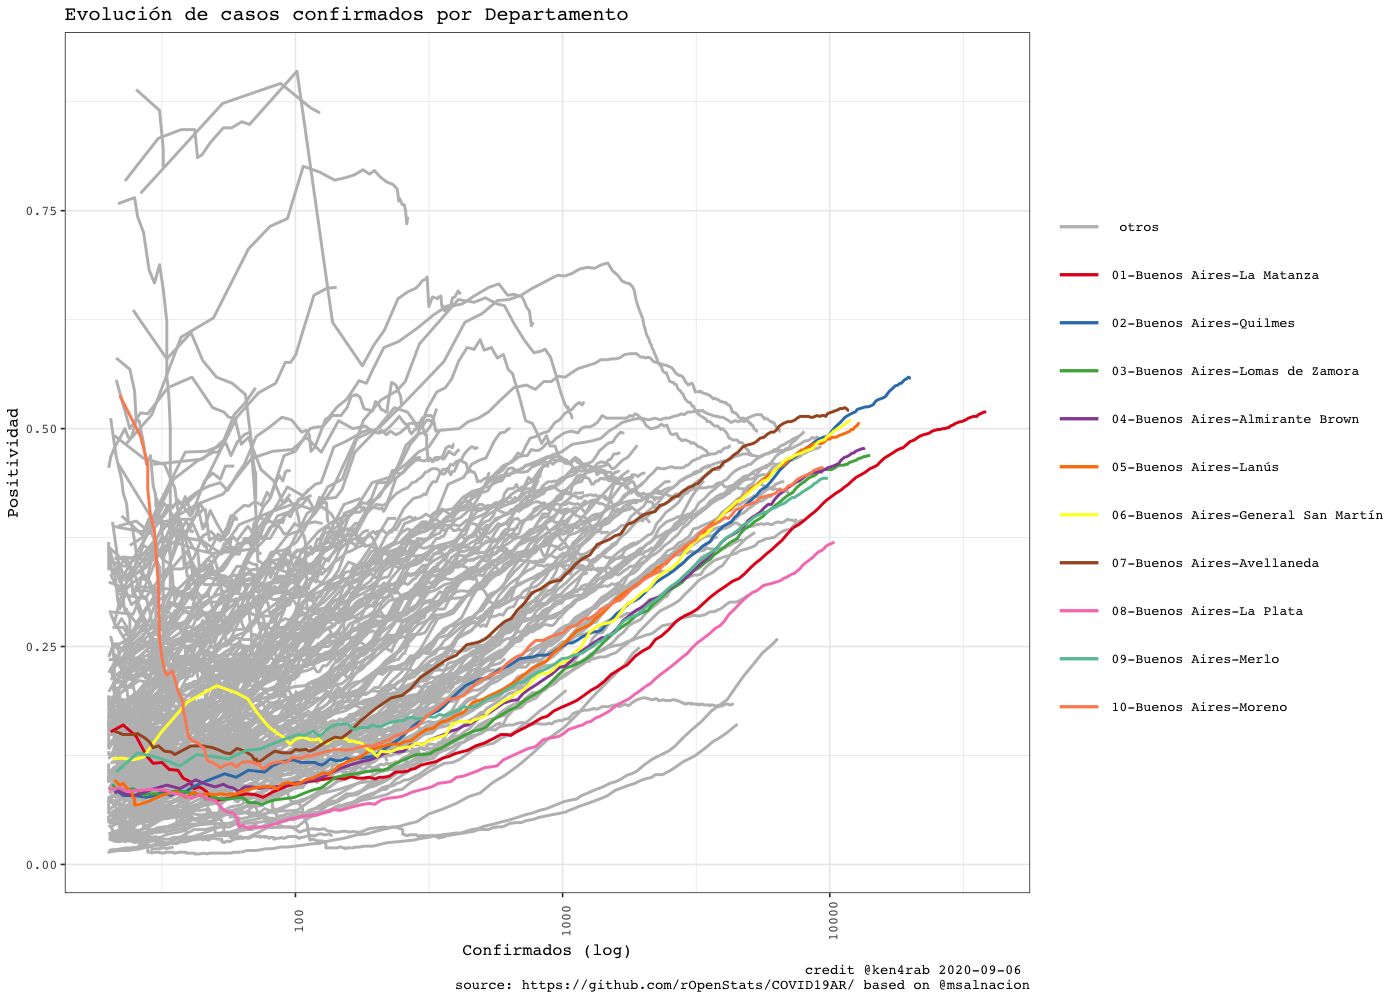 Evolución de casos confirmados por Departamento
Positividad
0.75
0.50
0.25
0.00
100
1000
10000
Confirmados (log)
otros
01-Buenos Aires-La Matanza
02-Buenos Aires-Quilmes
03-Buenos Aires-Lomas de Zamora
04-Buenos Aires-Almirante Brown
05-Buenos Aires-Lanús
06-Buenos Aires-General San Martín
07-Buenos Aires-Avellaneda
08-Buenos Aires-La Plata
09-Buenos Aires-Merlo
10-Buenos Aires-Moreno
credit @ken4rab 2020-09-06
source: https://github.com/rOpenStats/COVID19AR/ based on @msalnacion